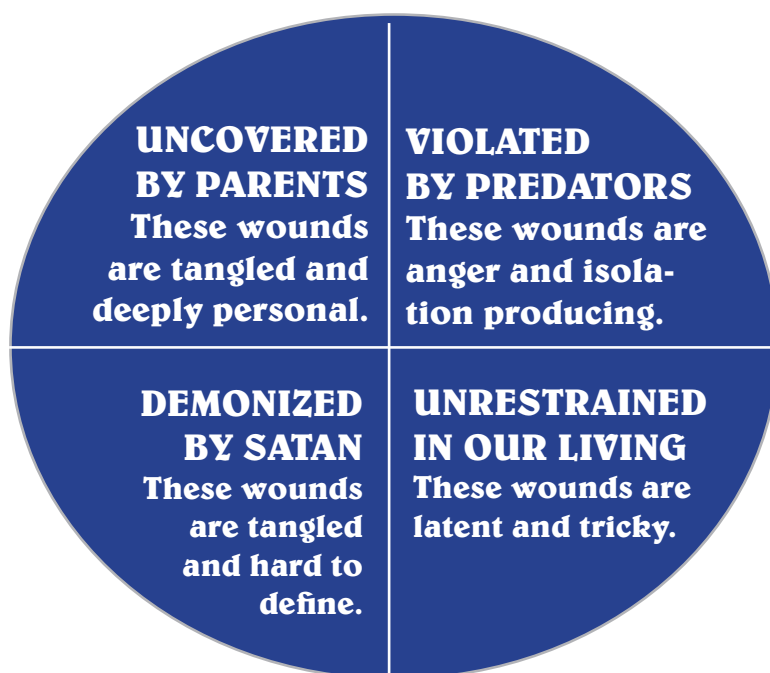 UNCOVERED
BY PARENTS
These wounds
are tangled and
deeply personal.
VIOLATED
BY PREDATORS
These wounds are
anger and isola-
tion producing.
DEMONIZED
BY SATAN
These wounds
are tangled
and hard to
define.
UNRESTRAINED
IN OUR LIVING
These wounds are
latent and tricky.